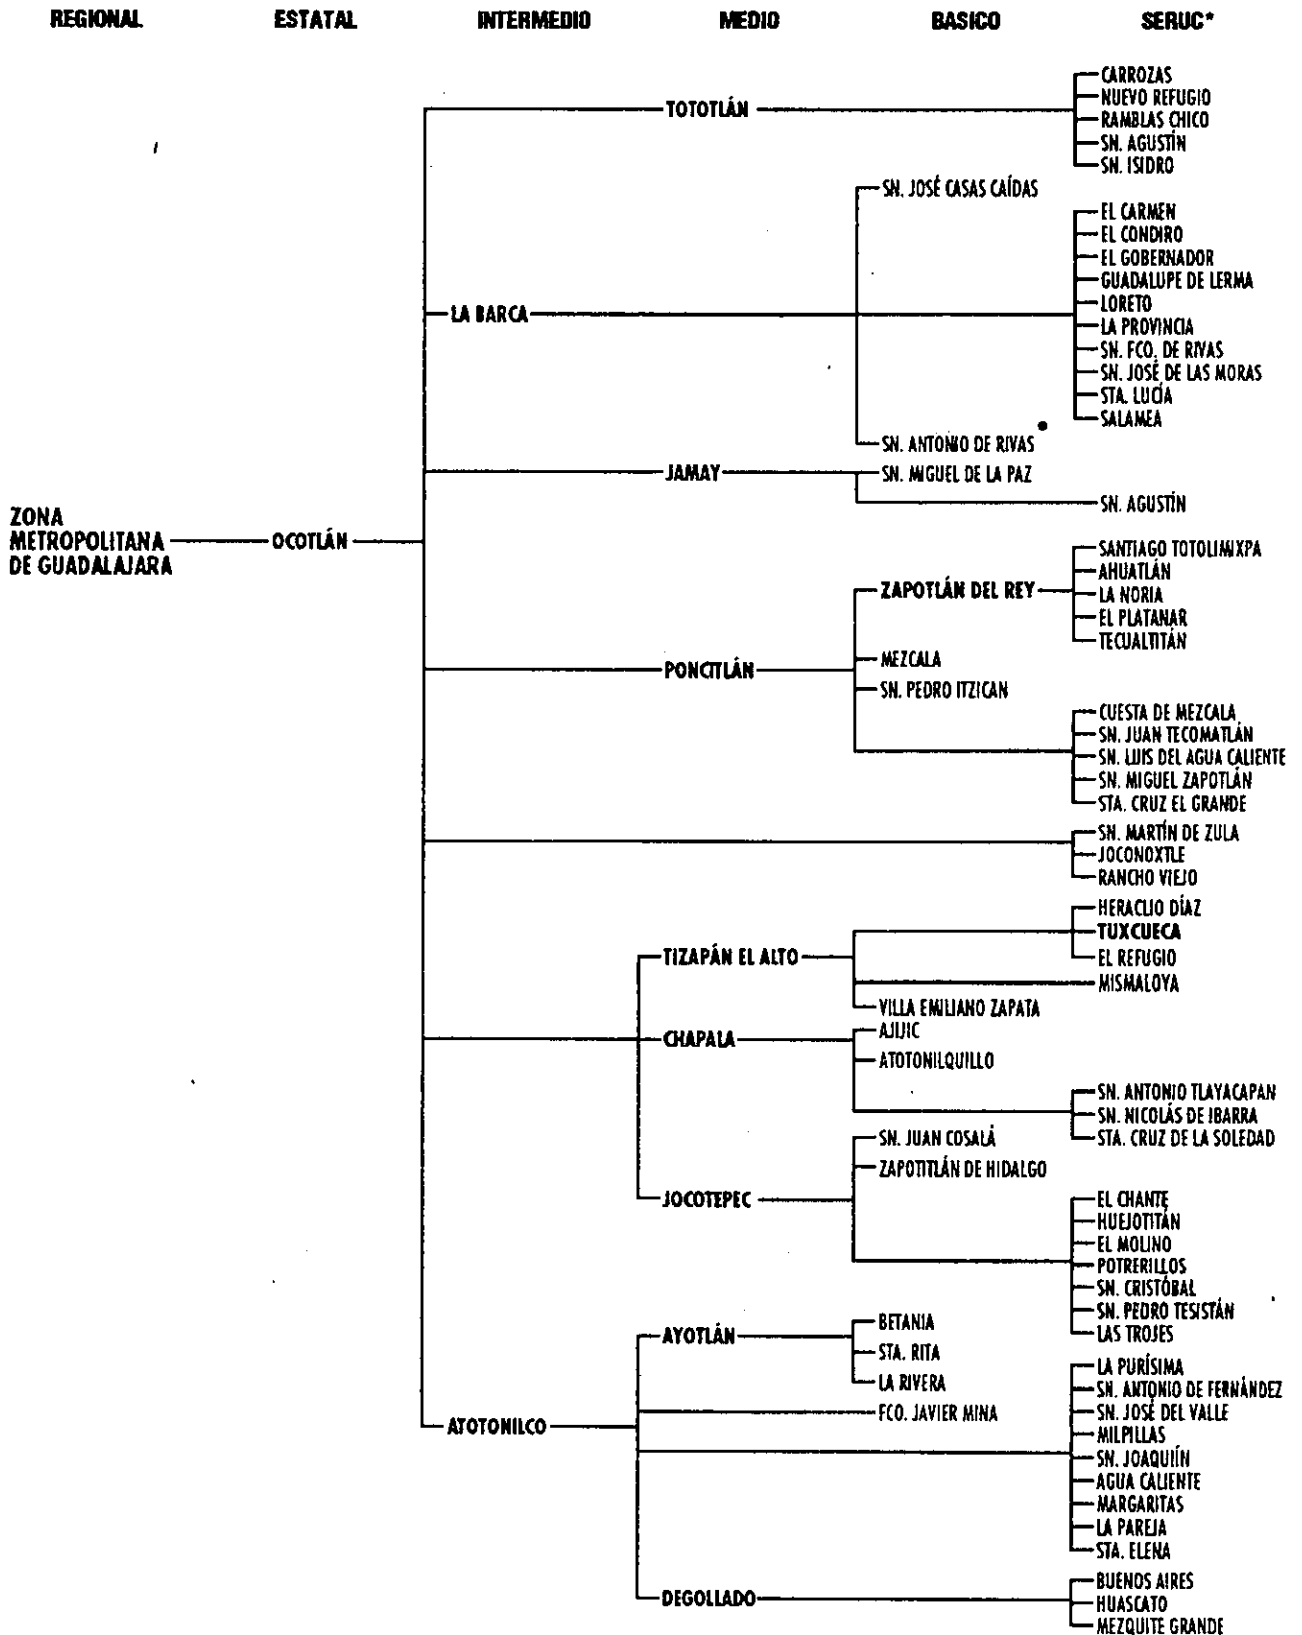 REGIONAL ESTATAL INTERMEDIO MEDIO BASICO SERUC*
CARROZAS
NUEVO REFUGIO
TOTOTLÁN
RAMBLAS CHICO
SN. AGUSTÍN
SN. ISIDRO
SN. JOSÉ CASAS CAÍDAS
EL CARMEN
EL CONDIRO
EL GOBERNADOR
GUADALUPE DE LERMA
LORETO
LA BARCA
LA PROVINCIA
SN. FCO. DE RIVAS
SN. JOSÉ DE LAS MORAS
STA. LUCÍA
SALAMEA
SN. ANTONIO DE RIVAS
JAMAY
SN. MIGUEL DE LA PAZ
SN. AGUSTÍN
ZONA
METROPOLITANA
DE GUADALAJARA
OCOTLÁN
SANTIAGO TOTOLIMIXPA
AHUATLÁN
ZAPOTLÁN DEL REY
LA NORIA
EL PLATANAR
TECUALTITÁN
MEZCALA
PONCITLÁN
SN. PEDRO ITZICAN
CUESTA DE MEZCALA
SN. JUAN TECOMATLÁN
SN. LUIS DEL AGUA CALIENTE
SN. MIGUEL ZAPOTLÁN
STA. CRUZ EL GRANDE
SN. MARTÍN DE ZULA
JOCONOXTLE
RANCHO VIEJO
HERACLIO DÍAZ
TUXCUECA
TIZAPÁN EL ALTO
EL REFUGIO
MISMALOYA
VILLA EMILIANO ZAPATA
AJIJIC
CHAPALA
ATOTONILQUILLO
SN. ANTONIO TLAYACAPAN
SN. NICOLÁS DE IBARRA
STA. CRUZ DE LA SOLEDAD
SN. JUAN COSALÁ
ZAPOTITLÁN DE HIDALGO
JOCOTEPEC
EL CHANTE
HUEJOTITÁN
EL MOLINO
POTRERILLOS
SN. CRISTÓBAL
SN. PEDRO TESISTÁN
LAS TROJES
BETANIA
AYOTLÁN
STA. RITA
LA RIVERA
FCO. JAVIER MINA
ATOTONILCO
LA PURÍSIMA
SN. ANTONIO DE FERNÁNDEZ
SN. JOSÉ DEL VALLE
MILPILLAS
SN. JOAQUIÍN
AGUA CALIENTE
MARGARITAS
LA PAREJA
STA. ELENA
BUENOS AIRES
DEGOLLADO
HUASCATO
MEZQUITE GRANDE